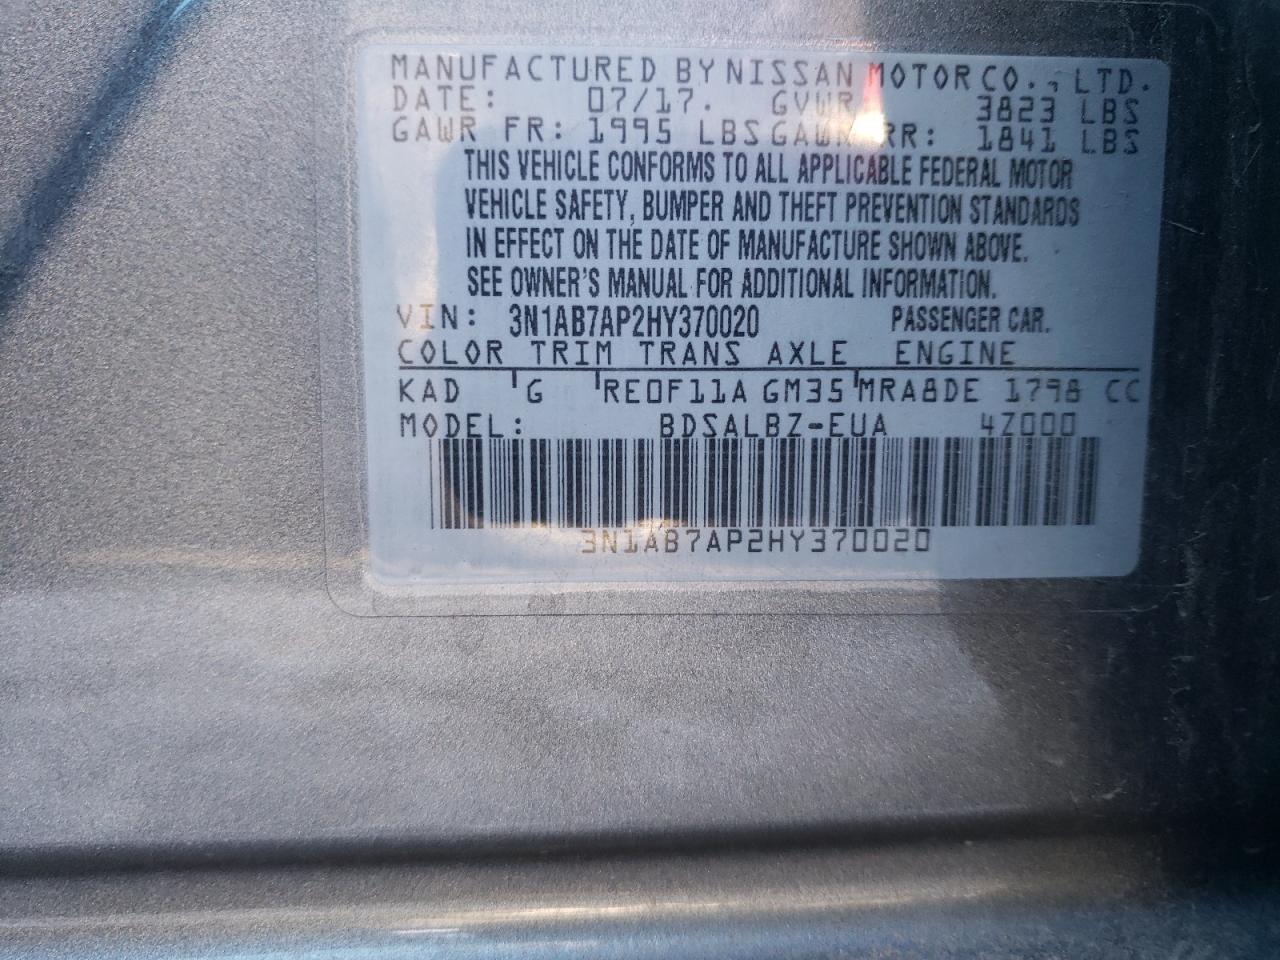 MANUFACTURED BY NISSAN MOTOR CO., LTD.
DATE: 07/17. GVWR 3823 LBS
GAWR FR: 1995 LBS GAWR RR: 1841 LBS
THIS VEHICLE CONFORMS TO ALL APPLICABLE FEDERAL MOTOR
VEHICLE SAFETY, BUMPER AND THEFT PREVENTION STANDARDS
IN EFFECT ON THE DATE OF MANUFACTURE SHOWN ABOVE.
SEE OWNER'S MANUAL FOR ADDITIONAL INFORMATION.
VIN: 3N1AB7AP2HY370020 PASSENGER CAR.
COLOR TRIM TRANS AXLE ENGINE
KAD G RE0F11A GM35 MRA8DE 1798 CC
MODEL: BDSALBZ-EUA 4Z000
3N1AB7AP2HY370020